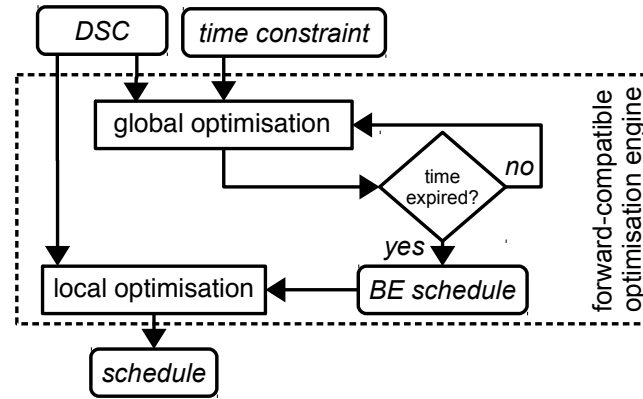 DSC
time constraint
global optimisation
time
expired?
no
yes
local optimisation
BE schedule
schedule
forward-compatible
optimisation engine